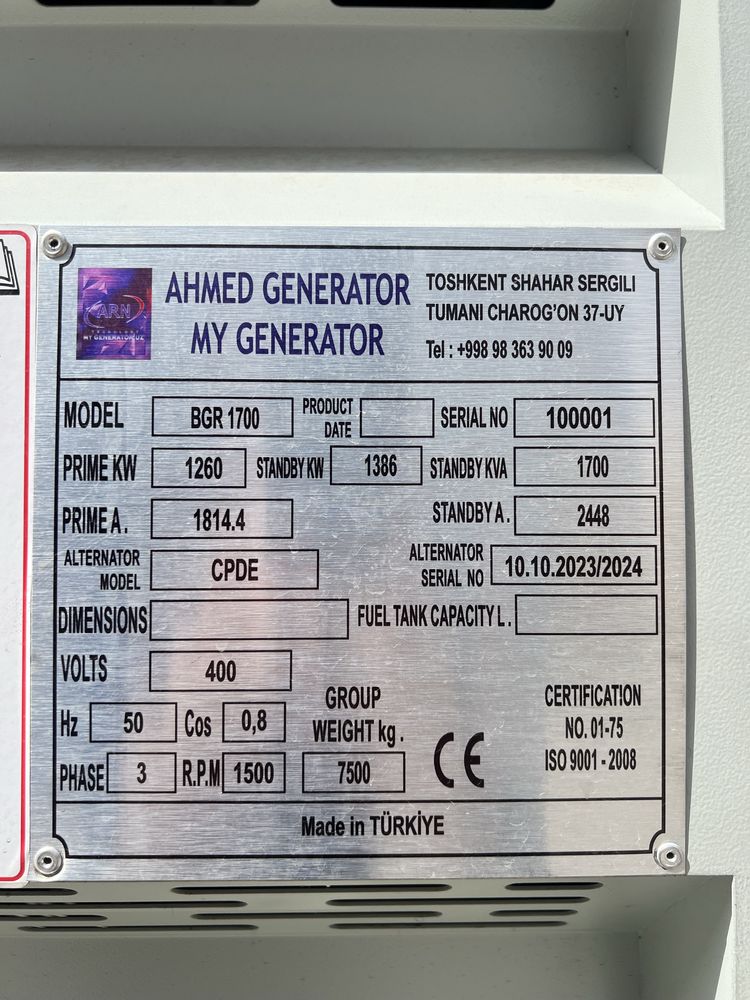 ARN
TECNOLOGY
MY GENERATOR.UZ
AHMED GENERATOR
MY GENERATOR
TOSHKENT SHAHAR SERGILI
TUMANI CHAROG'ON 37-UY
Tel : +998 98 363 90 09
MODEL BGR 1700 PRODUCT DATE SERIAL NO 100001
PRIME KW 1260 STANDBY KW 1386 STANDBY KVA 1700
PRIME A . 1814.4 STANDBY A . 2448
ALTERNATOR MODEL CPDE ALTERNATOR SERIAL NO 10.10.2023/2024
DIMENSIONS FUEL TANK CAPACITY L .
VOLTS 400
Hz 50 Cos 0,8 GROUP WEIGHT kg .
PHASE 3 R.P.M 1500 7500
CE
CERTIFICATION
NO. 01-75
ISO 9001 - 2008
Made in TÜRKİYE